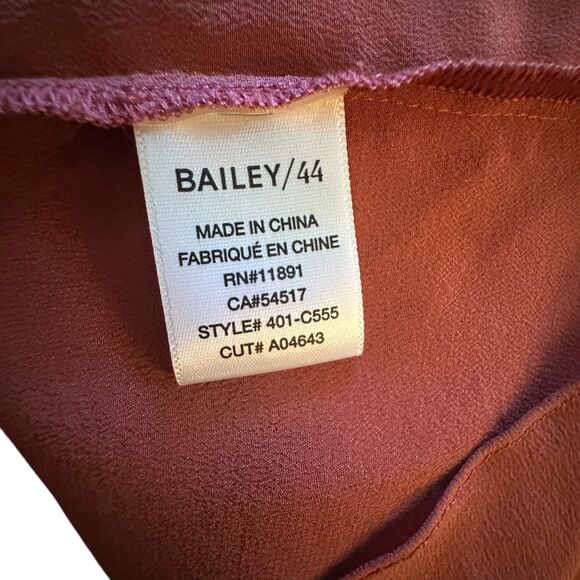 BAILEY/44
MADE IN CHINA
FABRIQUÉ EN CHINE
RN#11891
CA#54517
STYLE# 401-C555
CUT# A04643